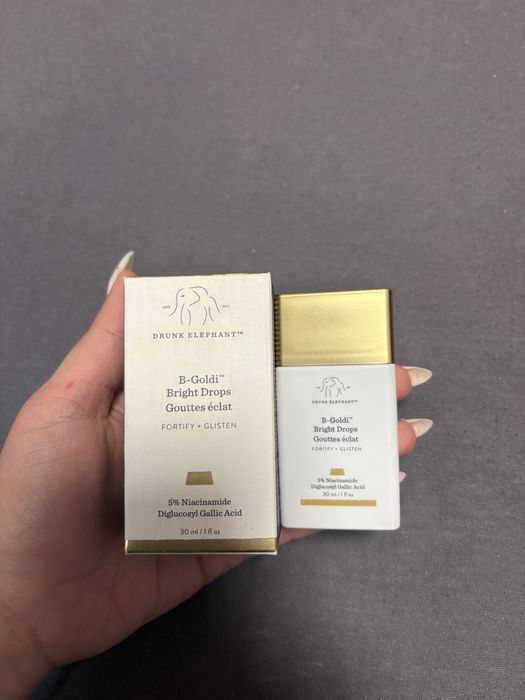 DRUNK ELEPHANT™
B-Goldi™
Bright Drops
Gouttes éclat
FORTIFY + GLISTEN
5% Niacinamide
Diglucosyl Gallic Acid
30 ml / 1 fl oz
DRUNK ELEPHANT™
B-Goldi™
Bright Drops
Gouttes éclat
FORTIFY + GLISTEN
5% Niacinamide
Diglucosyl Gallic Acid
30 ml / 1 fl oz